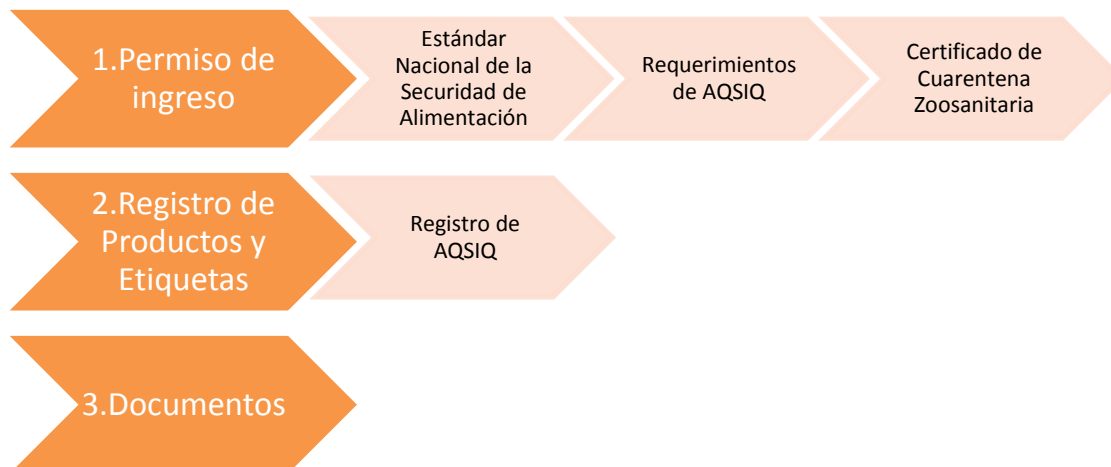 1.Permiso de
ingreso
Estándar
Nacional de la
Securidad de
Alimentación
Requerimientos
de AQSIQ
Certificado de
Cuarentena
Zoosanitaria
2.Registro de
Productos y
Etiquetas
Registro de
AQSIQ
3.Documentos